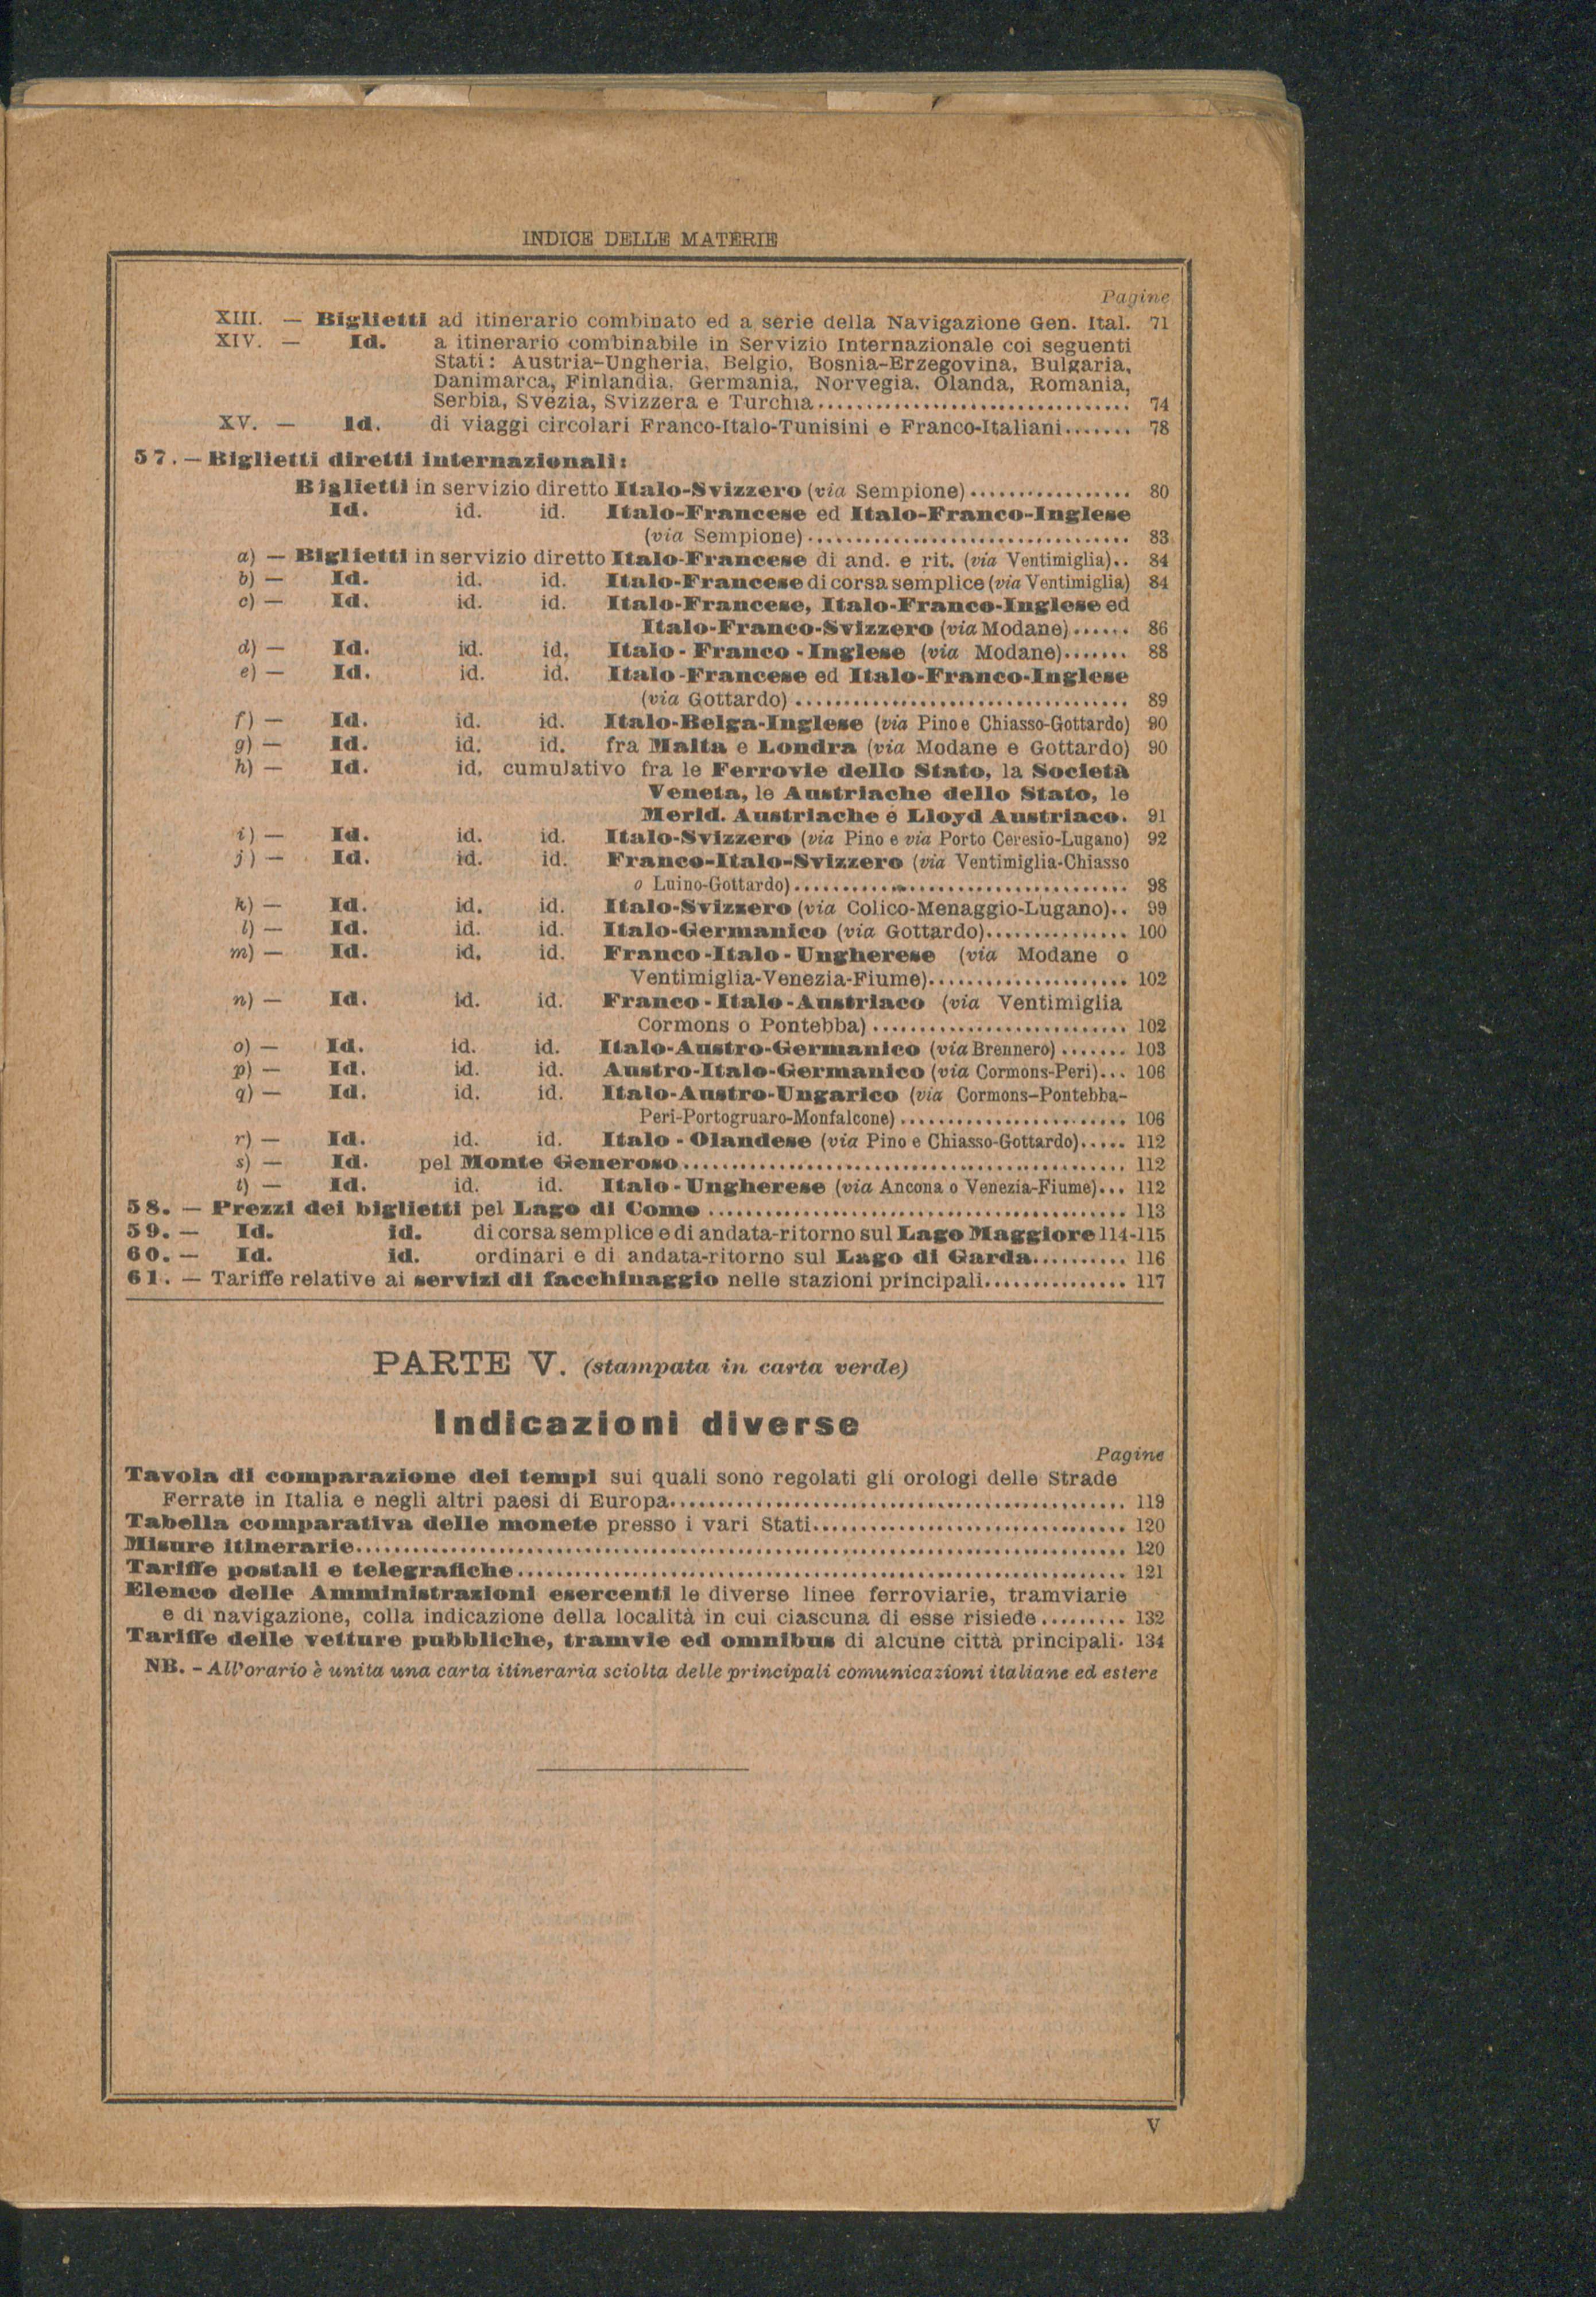 INDICE DELLE MATERIE
Pagine
XIII. — Biglietti ad itinerario combinato ed a serie della Navigazione Gen. Ital. 71
XIV. — Id. a itinerario combinabile in Servizio Internazionale coi seguenti
Stati: Austria-Ungheria, Belgio, Bosnia-Erzegovina, Bulgaria,
Danimarca, Finlandia, Germania, Norvegia, Olanda, Romania,
Serbia, Svezia, Svizzera e Turchia................................ 74
XV. — Id. di viaggi circolari Franco-Italo-Tunisini e Franco-Italiani....... 78
57. — Biglietti diretti internazionali:
Biglietti in servizio diretto Italo-Svizzero (via Sempione)................. 80
Id. id. id. Italo-Francese ed Italo-Franco-Inglese
(via Sempione)................................. 83
a) — Biglietti in servizio diretto Italo-Francese di and. e rit. (via Ventimiglia).. 84
b) — Id. id. id. Italo-Francese di corsa semplice (via Ventimiglia) 84
c) — Id. id. id. Italo-Francese, Italo-Franco-Inglese ed
Italo-Franco-Svizzero (via Modane)...... 86
d) — Id. id. id. Italo - Franco - Inglese (via Modane)....... 88
e) — Id. id. id. Italo-Francese ed Italo-Franco-Inglese
(via Gottardo) .................................. 89
f) — Id. id. id. Italo-Belga-Inglese (via Pino e Chiasso-Gottardo) 90
g) — Id. id. id. fra Malta e Londra (via Modane e Gottardo) 90
h) — Id. id. cumulativo fra le Ferrovie dello Stato, la Società
Veneta, le Austriache dello Stato, le
Merid. Austriache e Lloyd Austriaco. 91
i) — Id. id. id. Italo-Svizzero (via Pino e via Porto Ceresio-Lugano) 92
j) — Id. id. id. Franco-Italo-Svizzero (via Ventimiglia-Chiasso
o Luino-Gottardo).................................. 98
k) — Id. id. id. Italo-Svizzero (via Colico-Menaggio-Lugano).. 99
l) — Id. id. id. Italo-Germanico (via Gottardo)............... 100
m) — Id. id. id. Franco-Italo-Ungherese (via Modane o
Ventimiglia-Venezia-Fiume)..................... 102
n) — Id. id. id. Franco-Italo-Austriaco (via Ventimiglia
Cormons o Pontebba).......................... 102
o) — Id. id. id. Italo-Austro-Germanico (via Brennero)....... 103
p) — Id. id. id. Austro-Italo-Germanico (via Cormons-Peri)... 106
q) — Id. id. id. Italo-Austro-Ungarico (via Cormons-Pontebba-
Peri-Portogruaro-Monfalcone)....................... 106
r) — Id. id. id. Italo - Olandese (via Pino e Chiasso-Gottardo)..... 112
s) — Id. pel Monte Generoso............................................. 112
t) — Id. id. id. Italo - Ungherese (via Ancona o Venezia-Fiume)... 112
58. — Prezzi dei biglietti pel Lago di Como .......................................... 113
59. — Id. id. di corsa semplice e di andata-ritorno sul Lago Maggiore 114-115
60. — Id. id. ordinari e di andata-ritorno sul Lago di Garda.......... 116
61. — Tariffe relative ai servizi di facchinaggio nelle stazioni principali............... 117
PARTE V. (stampata in carta verde)
Indicazioni diverse
Pagine
Tavola di comparazione dei tempi sui quali sono regolati gli orologi delle Strade
Ferrate in Italia e negli altri paesi di Europa.............................................. 119
Tabella comparativa delle monete presso i vari Stati................................ 120
Misure itinerarie............................................................................... 120
Tariffe postali e telegrafiche.............................................................. 121
Elenco delle Amministrazioni esercenti le diverse linee ferroviarie, tramviarie
e di navigazione, colla indicazione della località in cui ciascuna di esse risiede......... 132
Tariffe delle vetture pubbliche, tramvie ed omnibus di alcune città principali. 134
NB. - All'orario è unita una carta itineraria sciolta delle principali comunicazioni italiane ed estere
V